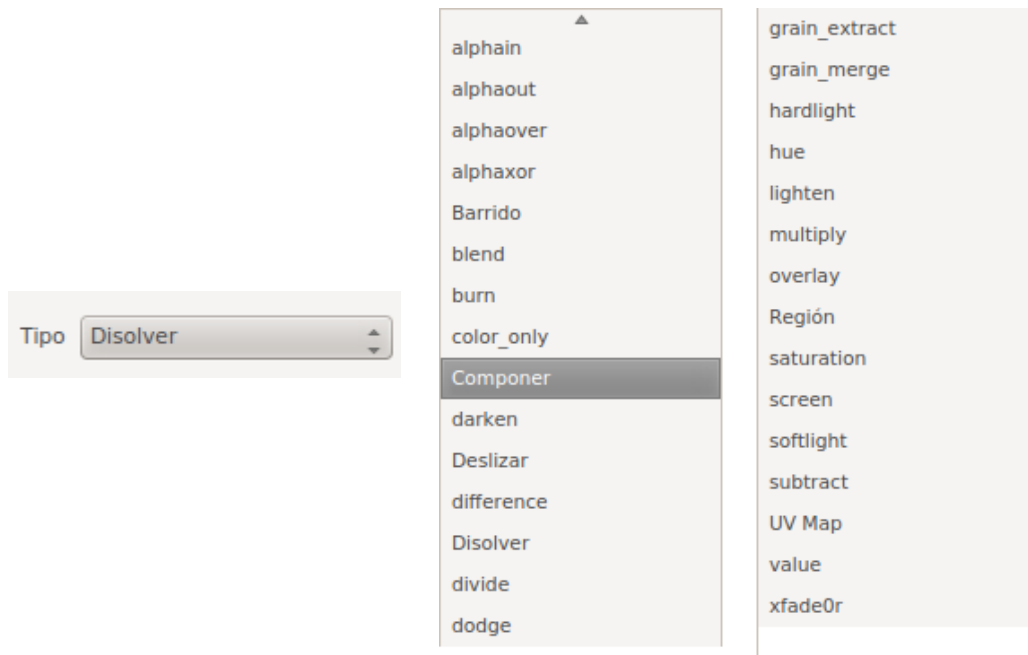 Tipo Disolver
alphain
alphaout
alphaover
alphaxor
Barrido
blend
burn
color_only
Componer
darken
Deslizar
difference
Disolver
divide
dodge
grain_extract
grain_merge
hardlight
hue
lighten
multiply
overlay
Región
saturation
screen
softlight
subtract
UV Map
value
xfade0r